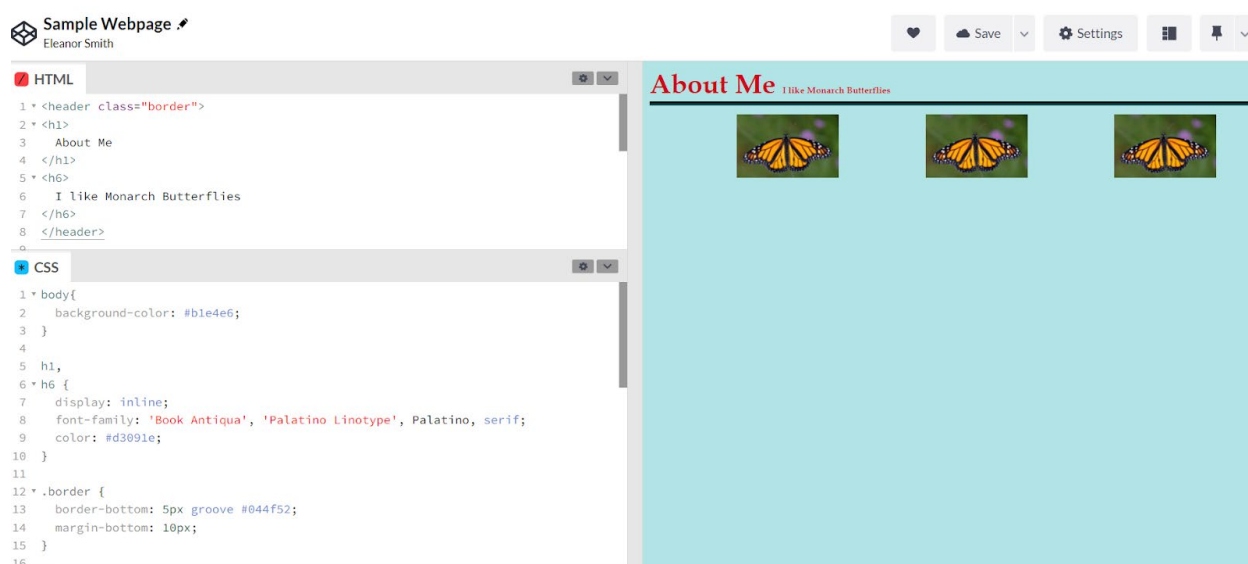 Sample Webpage
Eleanor Smith
Save
Settings
HTML
1 <header class="border">
2 <h1>
3 About Me
4 </h1>
5 <h6>
6 I like Monarch Butterflies
7 </h6>
8 </header>
9
CSS
1 body{
2 background-color: #b1e4e6;
3 }
4
5 h1,
6 h6 {
7 display: inline;
8 font-family: 'Book Antiqua', 'Palatino Linotype', Palatino, serif;
9 color: #d3091e;
10 }
11
12 .border {
13 border-bottom: 5px groove #044f52;
14 margin-bottom: 10px;
15 }
16
About Me I like Monarch Butterflies